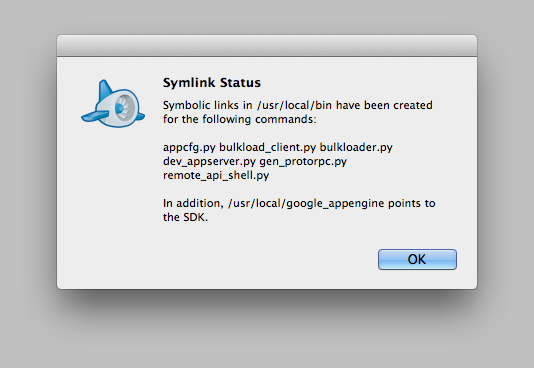 Symlink Status
Symbolic links in /usr/local/bin have been created
for the following commands:
appcfg.py bulkload_client.py bulkloader.py
dev_appserver.py gen_protorpc.py
remote_api_shell.py
In addition, /usr/local/google_appengine points to
the SDK.
OK